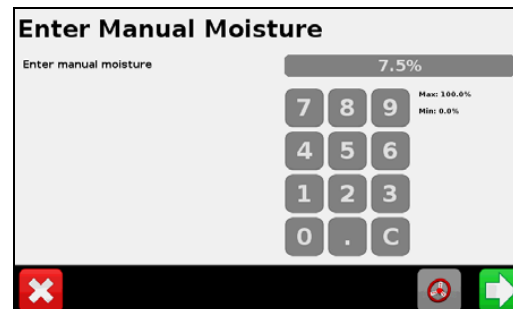 Enter Manual Moisture
Enter manual moisture
7.5%
7 8 9
Max: 100.0%
Min: 0.0%
4 5 6
1 2 3
0 . C